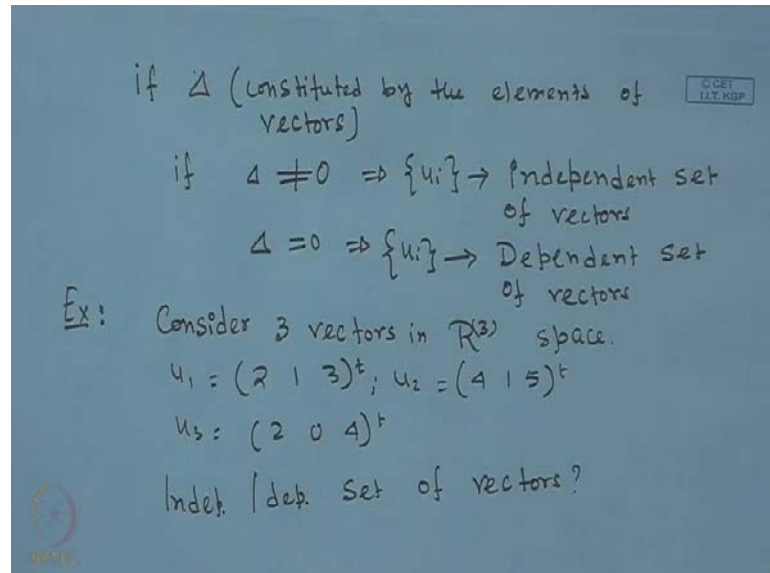 if Δ (constituted by the elements of
vectors)
© CET
I.I.T. KGP
if Δ ≠ 0 ⇒ {ui} → Independent set
of vectors
Δ = 0 ⇒ {ui} → Dependent set
of vectors
Ex: Consider 3 vectors in R(3) space.
u1 = (2 1 3)t; u2 = (4 1 5)t
u3 = (2 0 4)t
Indep. / dep. set of vectors?
NPTEL